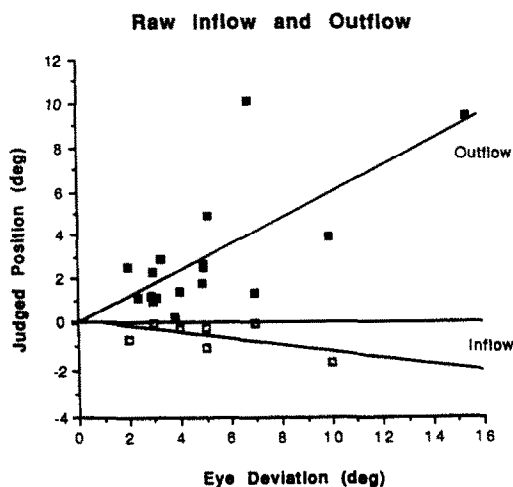 Raw Inflow and Outflow
12
10
8
6
4
2
0
-2
-4
Judged Position (deg)
Outflow
Inflow
0 2 4 6 8 10 12 14 16
Eye Deviation (deg)